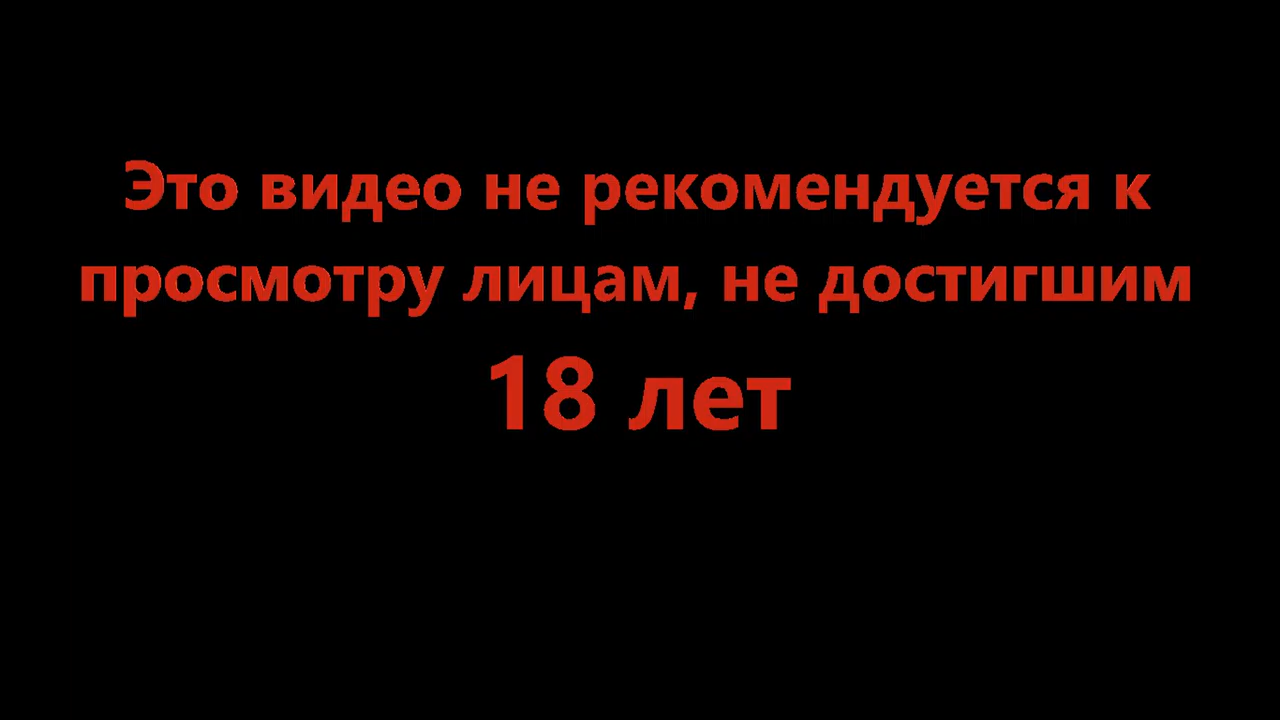 Это видео не рекомендуется к
просмотру лицам, не достигшим
18 лет